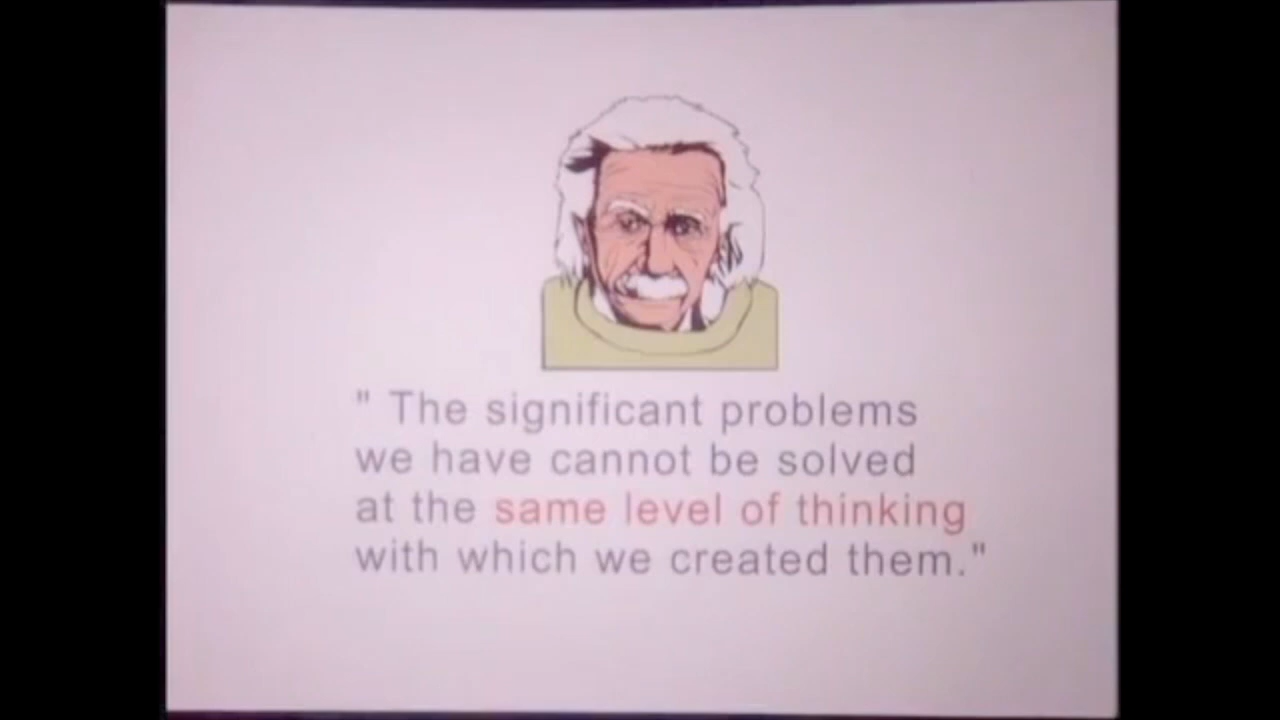 " The significant problems
we have cannot be solved
at the same level of thinking
with which we created them."